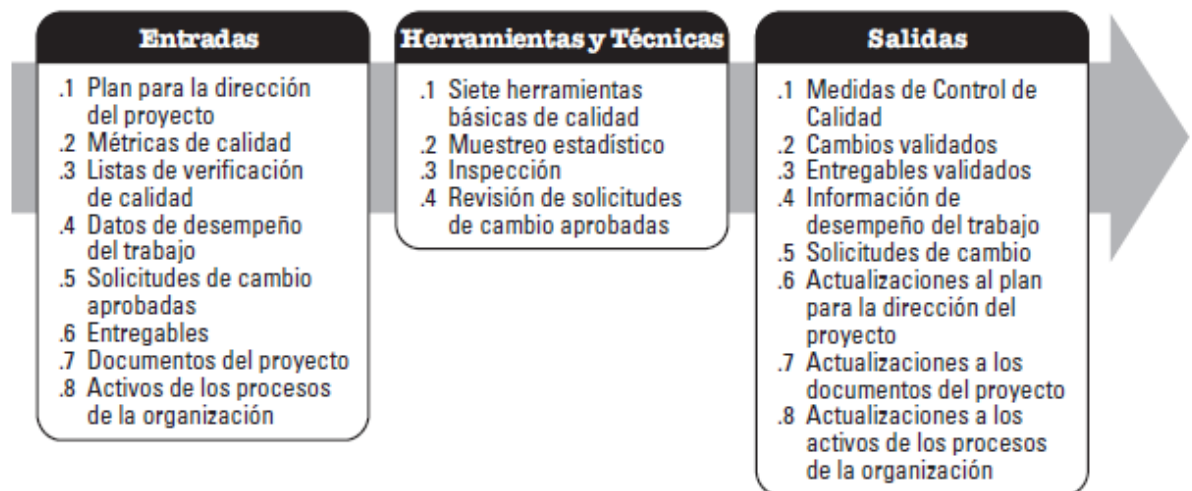 Entradas
.1 Plan para la dirección
del proyecto
.2 Métricas de calidad
.3 Listas de verificación
de calidad
.4 Datos de desempeño
del trabajo
.5 Solicitudes de cambio
aprobadas
.6 Entregables
.7 Documentos del proyecto
.8 Activos de los procesos
de la organización
Herramientas y Técnicas
.1 Siete herramientas
básicas de calidad
.2 Muestreo estadístico
.3 Inspección
.4 Revisión de solicitudes
de cambio aprobadas
Salidas
.1 Medidas de Control de
Calidad
.2 Cambios validados
.3 Entregables validados
.4 Información de
desempeño del trabajo
.5 Solicitudes de cambio
.6 Actualizaciones al plan
para la dirección del
proyecto
.7 Actualizaciones a los
documentos del proyecto
.8 Actualizaciones a los
activos de los procesos
de la organización